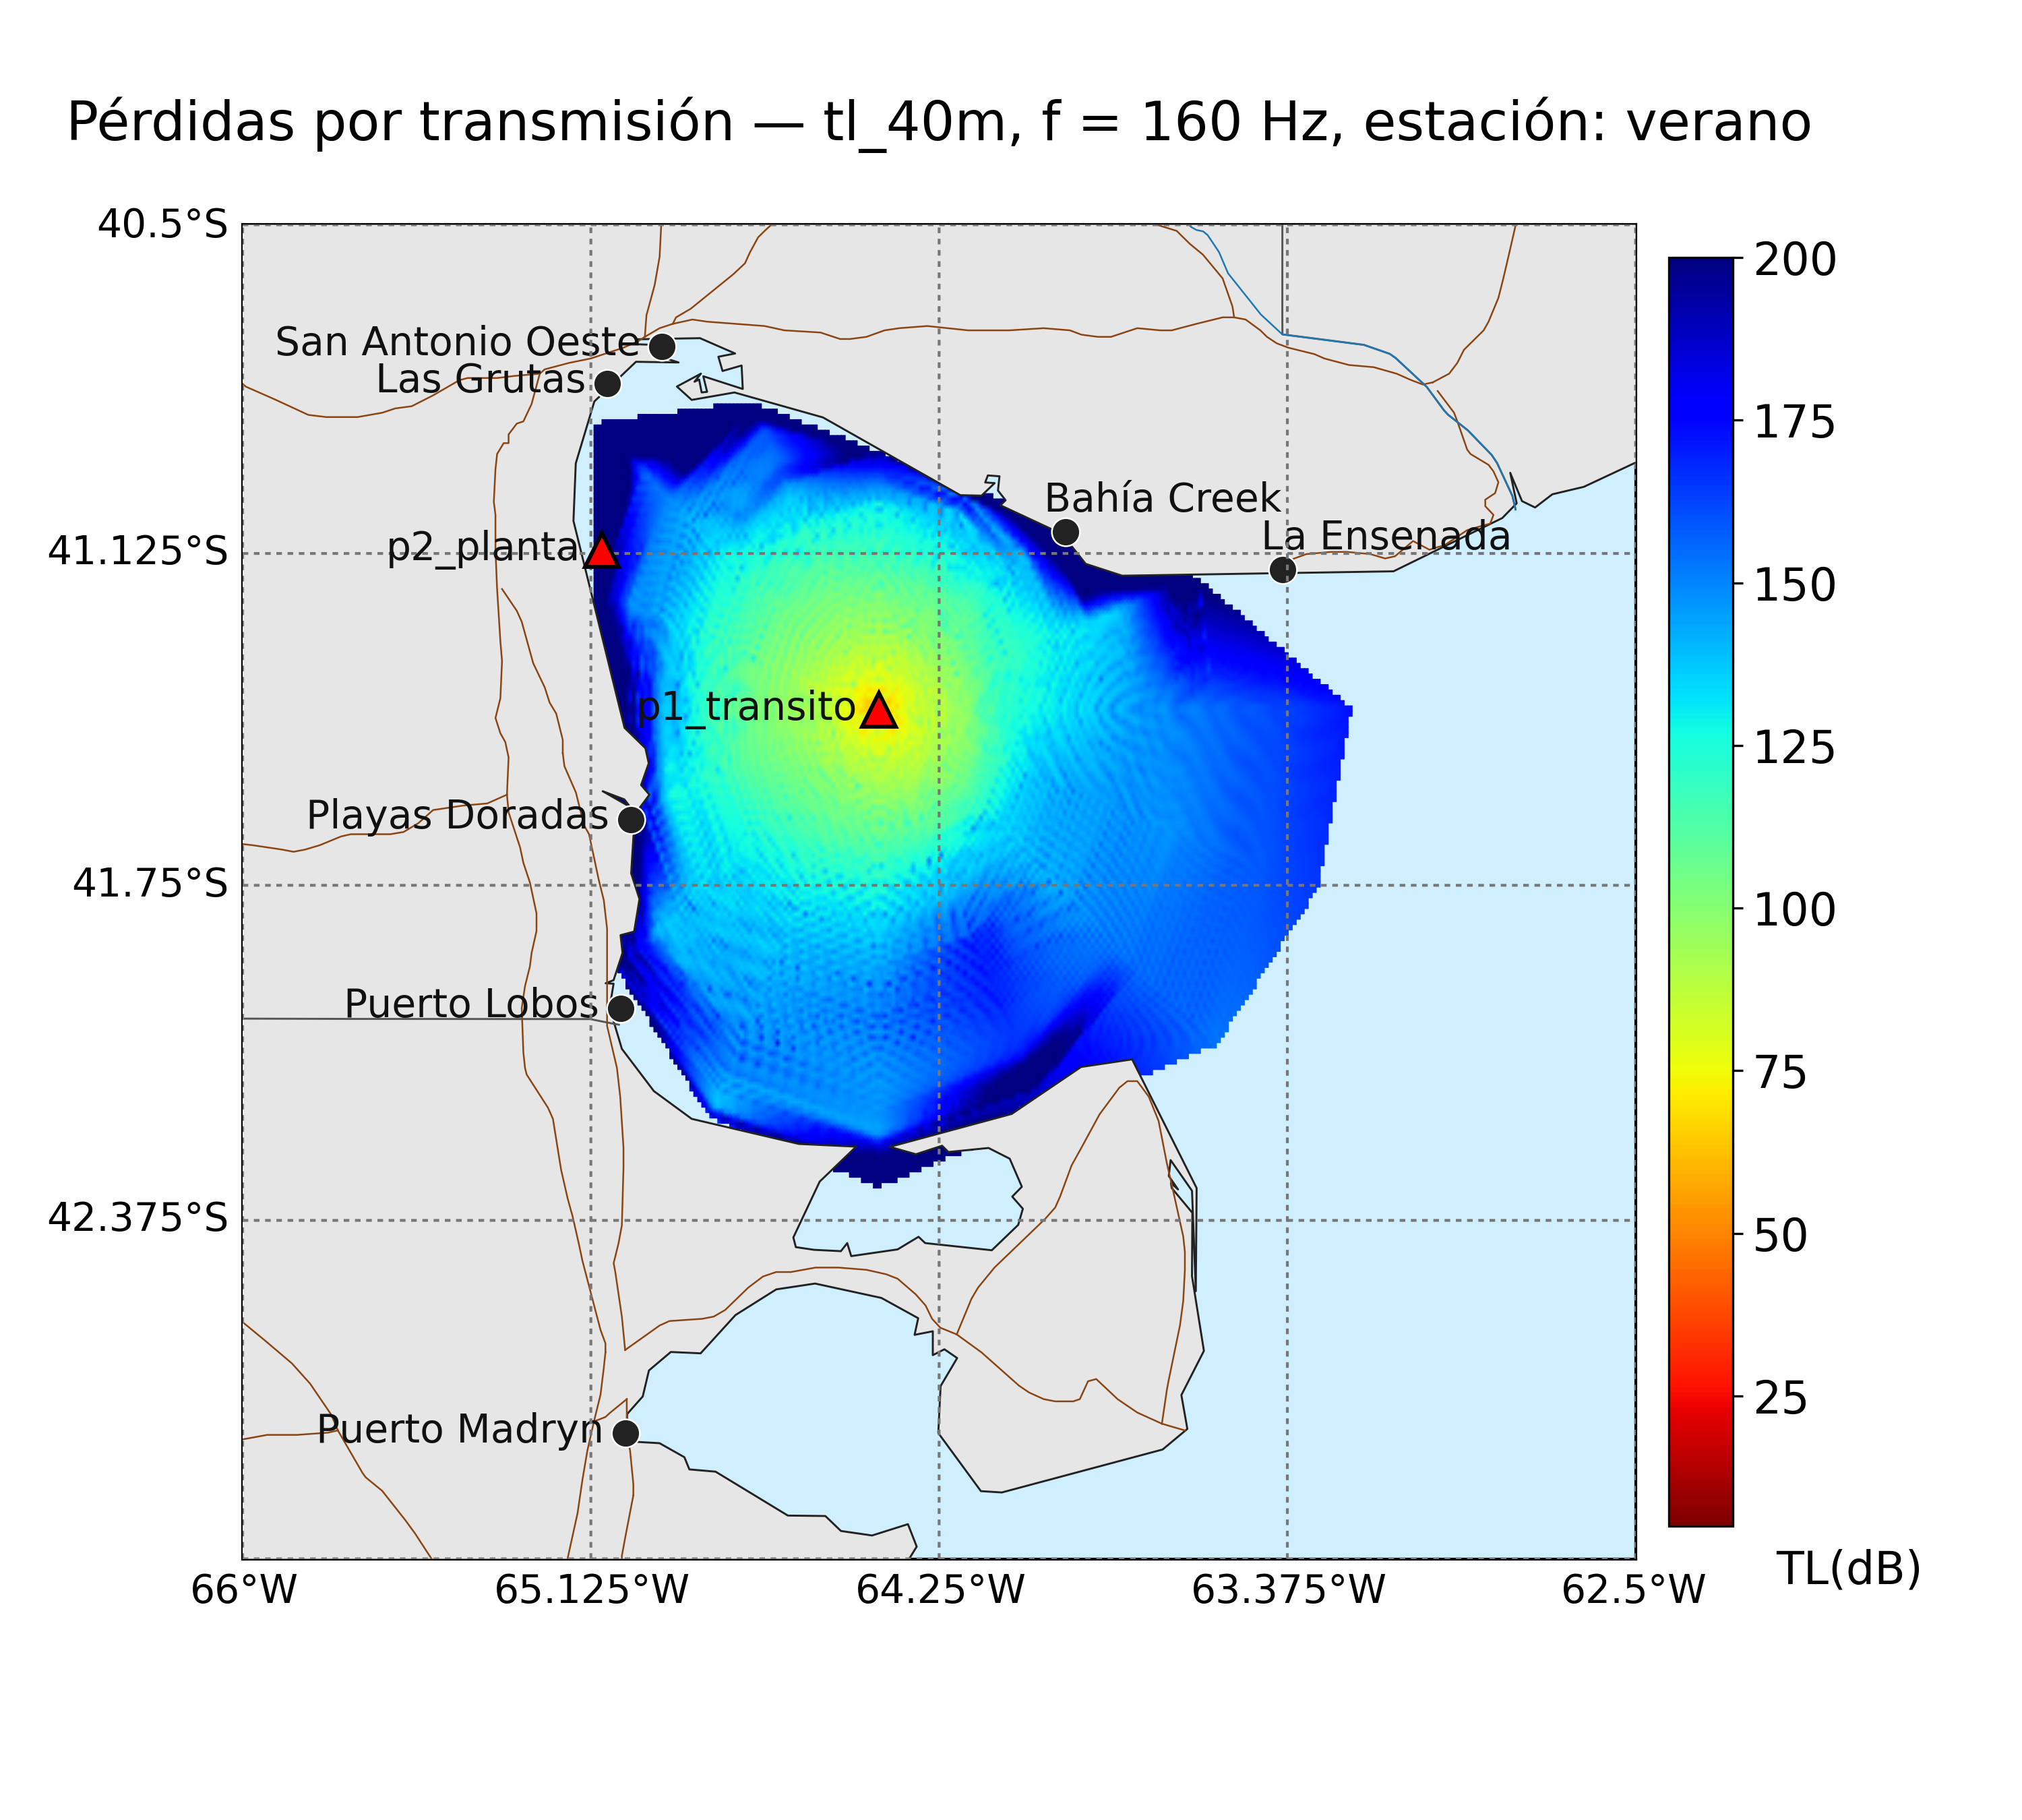 Pérdidas por transmisión — tl_40m, f = 160 Hz, estación: verano
40.5°S
200
San Antonio Oeste
Las Grutas
175
Bahía Creek
La Ensenada
p2_planta
41.125°S
150
p1_transito
125
Playas Doradas
41.75°S
100
Puerto Lobos
75
42.375°S
50
25
Puerto Madryn
TL(dB)
66°W
65.125°W
64.25°W
63.375°W
62.5°W